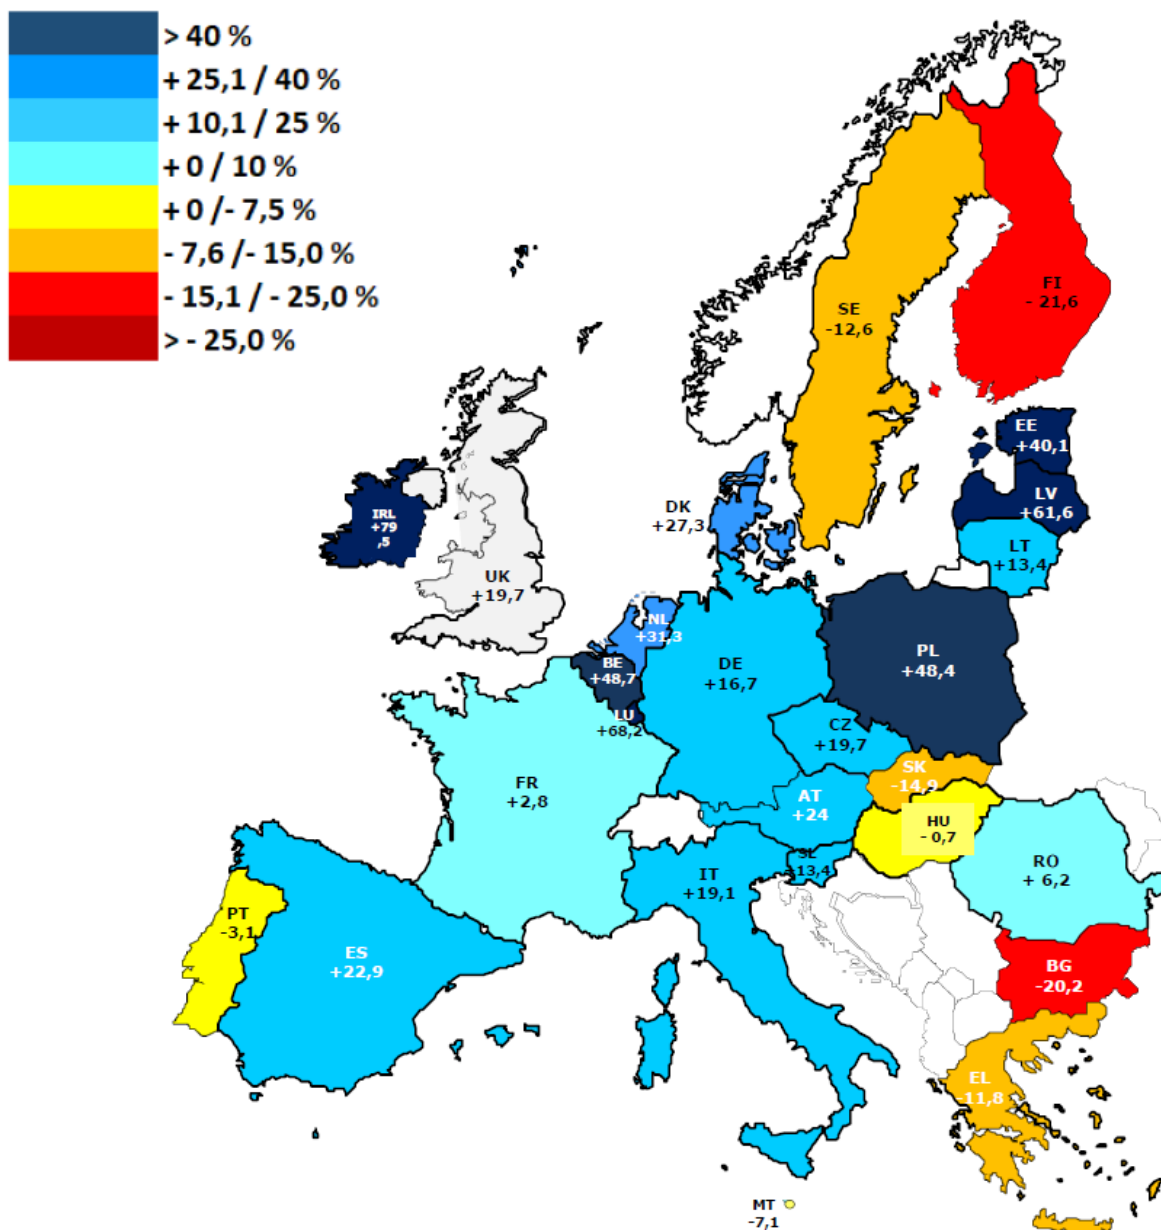 > 40 %
+ 25,1 / 40 %
+ 10,1 / 25 %
+ 0 / 10 %
+ 0 /- 7,5 %
- 7,6 /- 15,0 %
- 15,1 / - 25,0 %
> - 25,0 %
FI
- 21,6
SE
-12,6
EE
+40,1
LV
+61,6
LT
+13,4
DK
+27,3
IRL
+79
,5
UK
+19,7
NL
+31,3
BE
+48,7
LU
+68,2
DE
+16,7
PL
+48,4
CZ
+19,7
SK
-14,9
AT
+24
HU
- 0,7
SL
+13,4
FR
+2,8
IT
+19,1
RO
+ 6,2
PT
-3,1
ES
+22,9
BG
-20,2
EL
-11,8
MT
-7,1